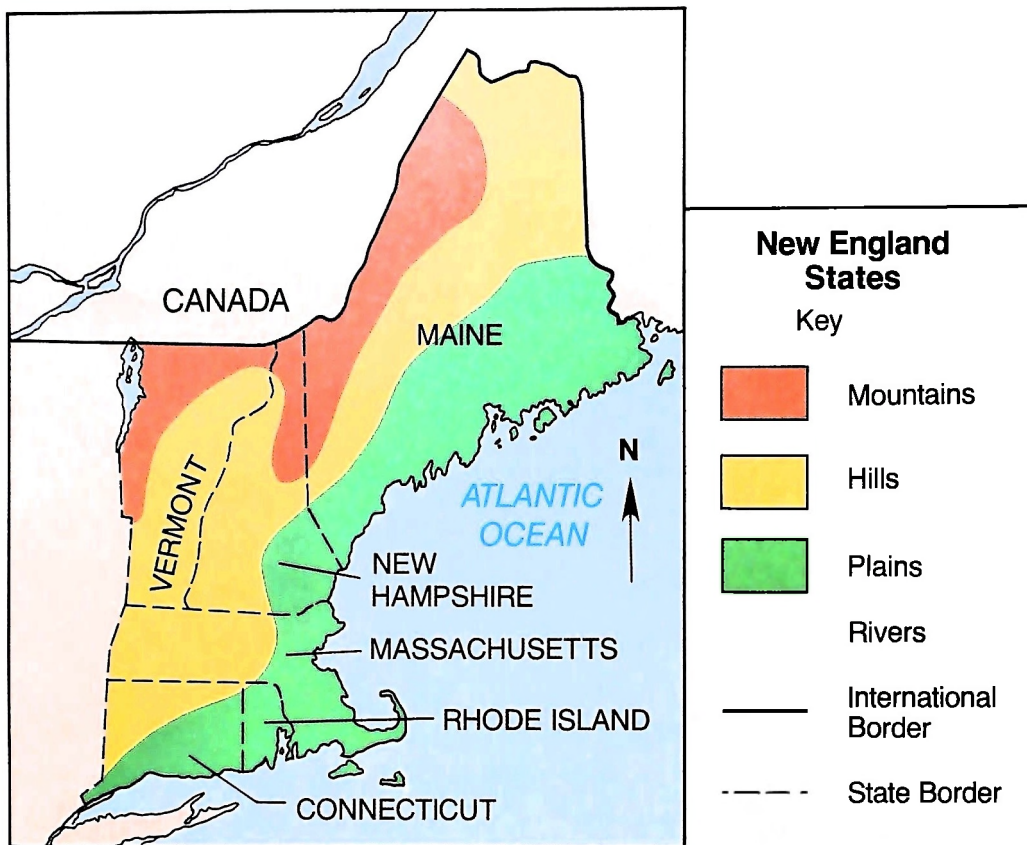 CANADA
MAINE
VERMONT
ATLANTIC
OCEAN
N
NEW
HAMPSHIRE
MASSACHUSETTS
RHODE ISLAND
CONNECTICUT
New England
States
Key
Mountains
Hills
Plains
Rivers
International
Border
State Border